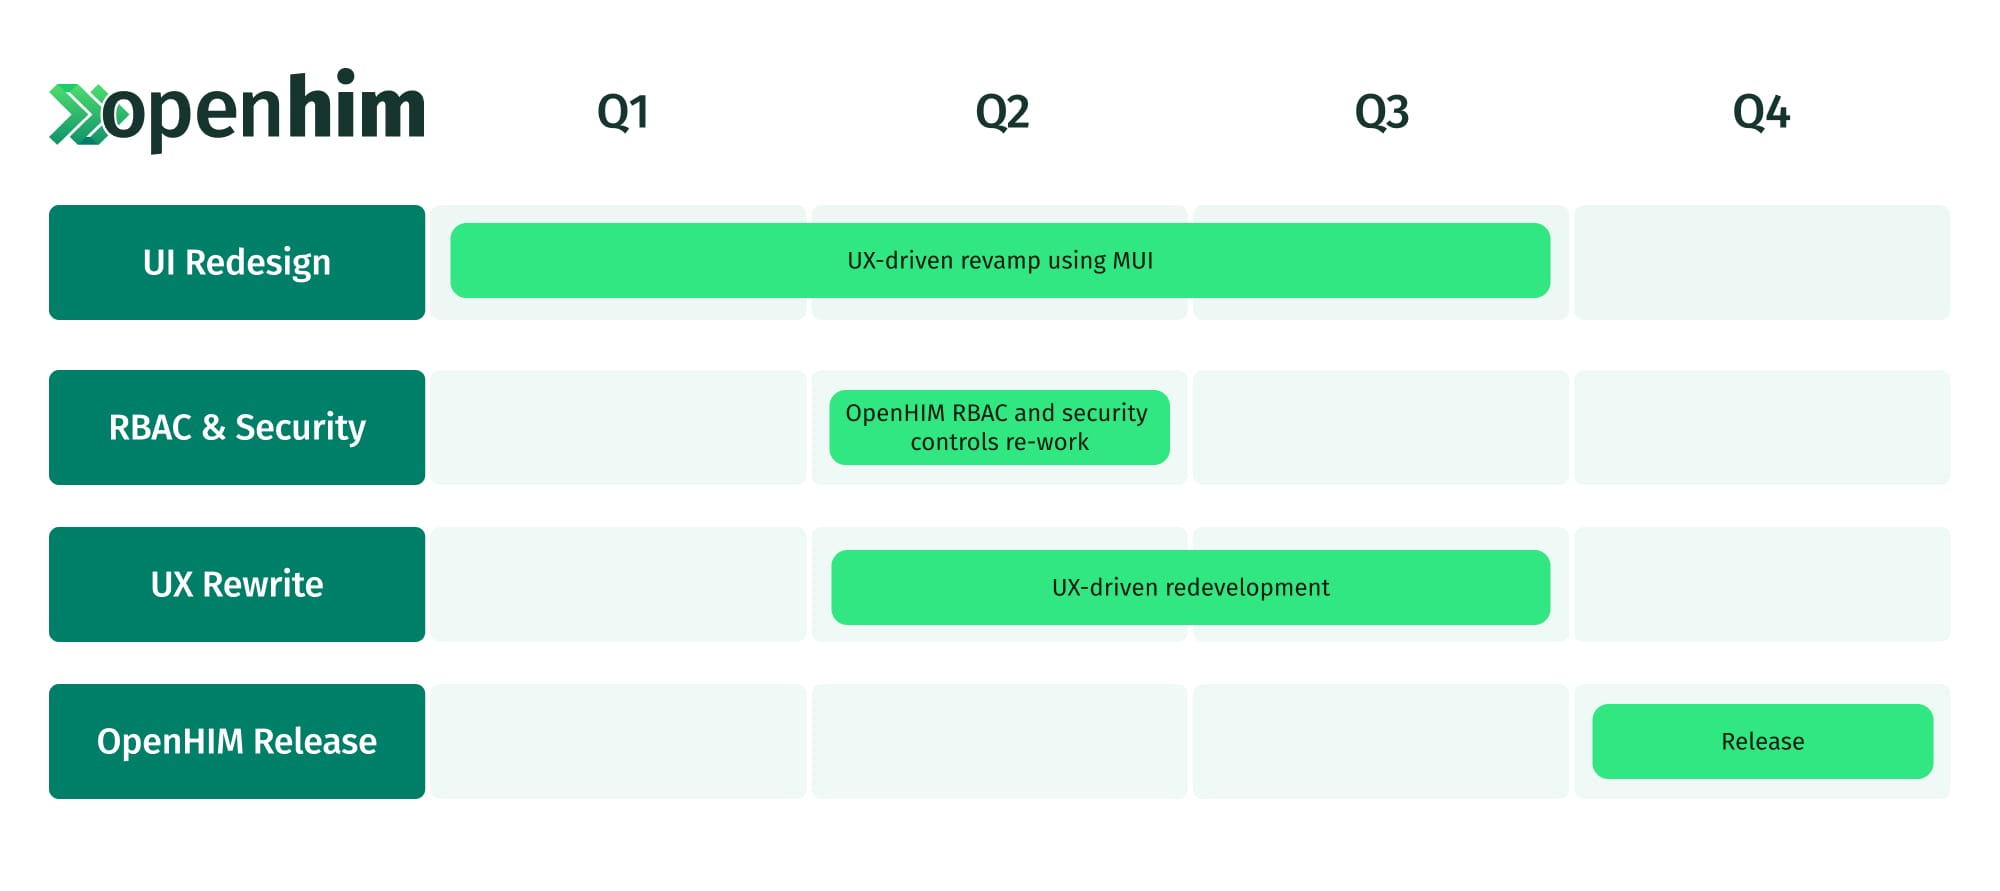 openhim
Q1
Q2
Q3
Q4
UI Redesign
UX-driven revamp using MUI
RBAC & Security
OpenHIM RBAC and security
controls re-work
UX Rewrite
UX-driven redevelopment
OpenHIM Release
Release